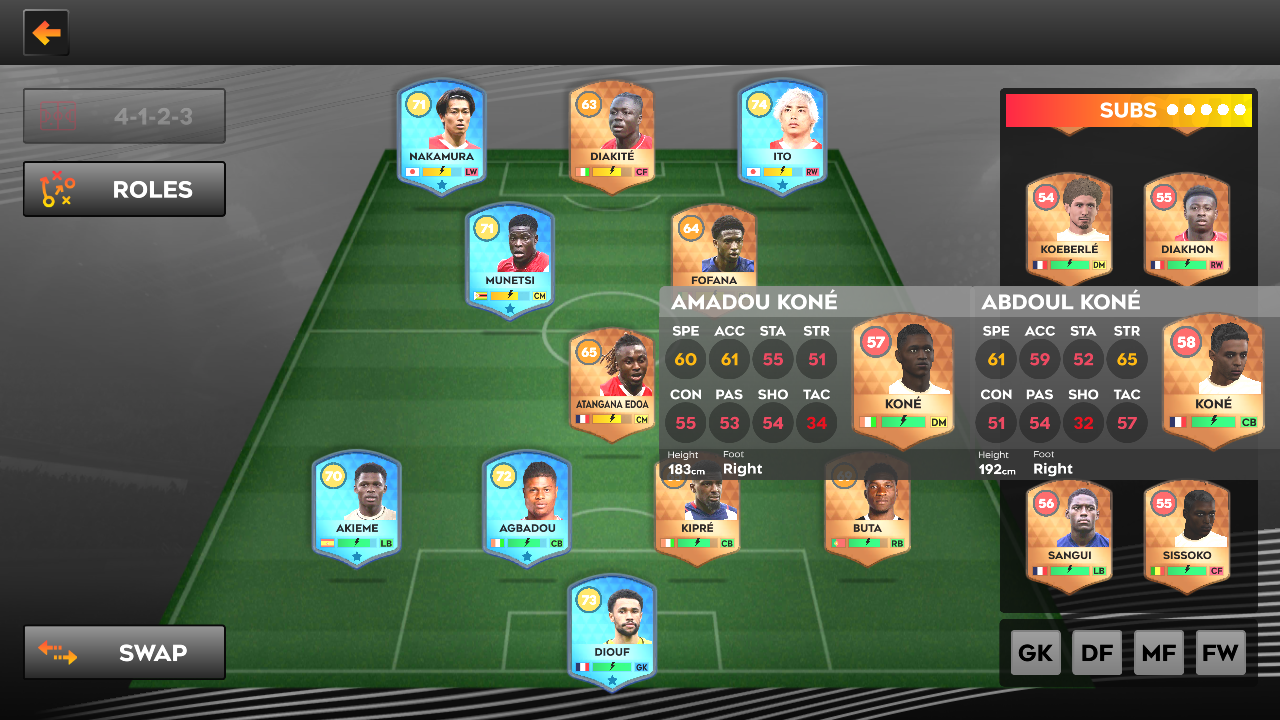 4-1-2-3
ROLES
SUBS
71
NAKAMURA
LW
63
DIAKITÉ
CF
74
ITO
RW
54
KOEBERLÉ
DM
55
DIAKHON
RW
71
MUNETSI
CM
64
FOFANA
AMADOU KONÉ
SPE ACC STA STR
60 61 55 51
CON PAS SHO TAC
55 53 54 34
Height Foot
183cm Right
57
KONÉ
DM
ABDOUL KONÉ
SPE ACC STA STR
61 59 52 65
CON PAS SHO TAC
51 54 32 57
Height Foot
192cm Right
58
KONÉ
CB
65
ATANGANA EDOA
CM
70
AKIEME
LB
72
AGBADOU
CB
KIPRÉ
CB
BUTA
RB
56
SANGUI
LB
55
SISSOKO
CF
73
DIOUF
GK
SWAP
GK DF MF FW